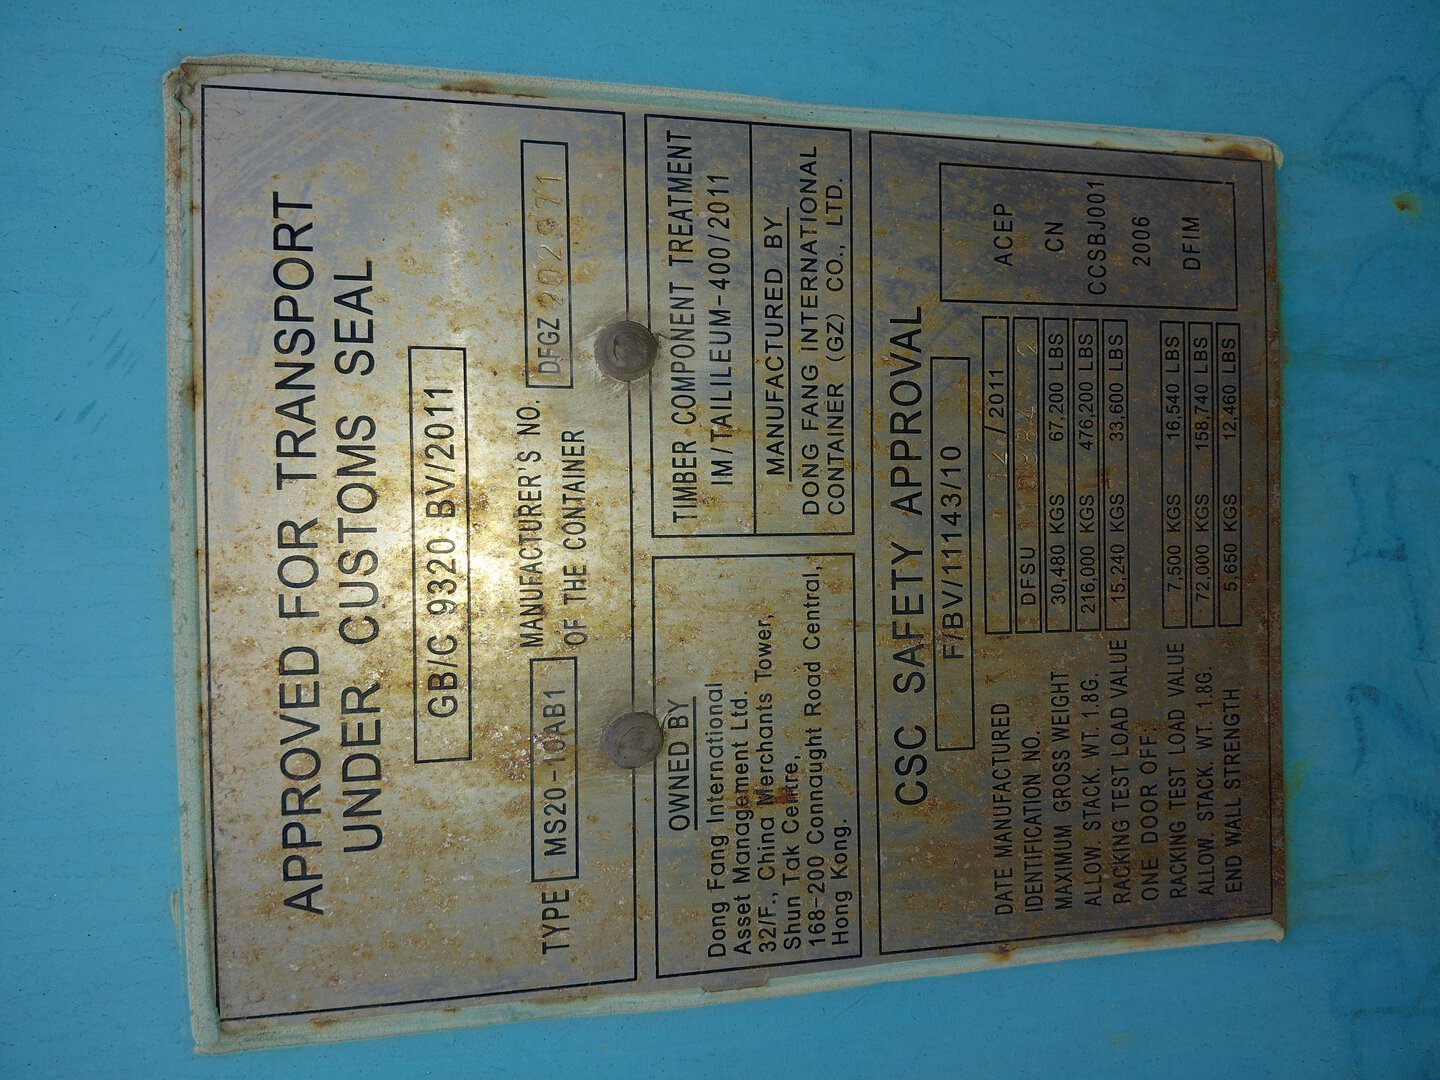 APPROVED FOR TRANSPORT
UNDER CUSTOMS SEAL
GB/C 9320 BV/2011
TYPE MS20-10AB1 MANUFACTURER'S NO. DFGZ
OF THE CONTAINER
OWNED BY
Dong Fang International
Asset Management Ltd.
32/F., China Merchants Tower,
Shun Tak Centre,
168-200 Connaught Road Central,
Hong Kong.
TIMBER COMPONENT TREATMENT
IM/TAILILEUM-400/2011
MANUFACTURED BY
DONG FANG INTERNATIONAL
CONTAINER (GZ) CO., LTD.
CSC SAFETY APPROVAL
F/BV/11143/10
DATE MANUFACTURED /2011
IDENTIFICATION NO. DFSU
MAXIMUM GROSS WEIGHT 30,480 KGS 67,200 LBS
ALLOW. STACK. WT. 1.8G. 216,000 KGS 476,200 LBS
RACKING TEST LOAD VALUE 15,240 KGS 33,600 LBS
ONE DOOR OFF:
RACKING TEST LOAD VALUE 7,500 KGS 16,540 LBS
ALLOW. STACK. WT. 1.8G. 72,000 KGS 158,740 LBS
END WALL STRENGTH 5,650 KGS 12,460 LBS
ACEP
CN
CCSBJ001
2006
DFIM